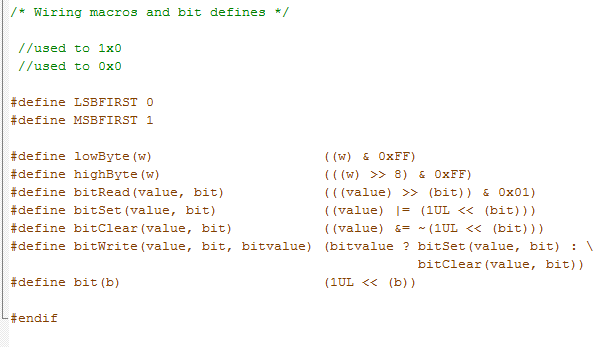 /* Wiring macros and bit defines */
//used to 1x0
//used to 0x0
#define LSBFIRST 0
#define MSBFIRST 1
#define lowByte(w) ((w) & 0xFF)
#define highByte(w) (((w) >> 8) & 0xFF)
#define bitRead(value, bit) (((value) >> (bit)) & 0x01)
#define bitSet(value, bit) ((value) |= (1UL << (bit)))
#define bitClear(value, bit) ((value) &= ~(1UL << (bit)))
#define bitWrite(value, bit, bitvalue) (bitvalue ? bitSet(value, bit) : \
bitClear(value, bit))
#define bit(b) (1UL << (b))
#endif